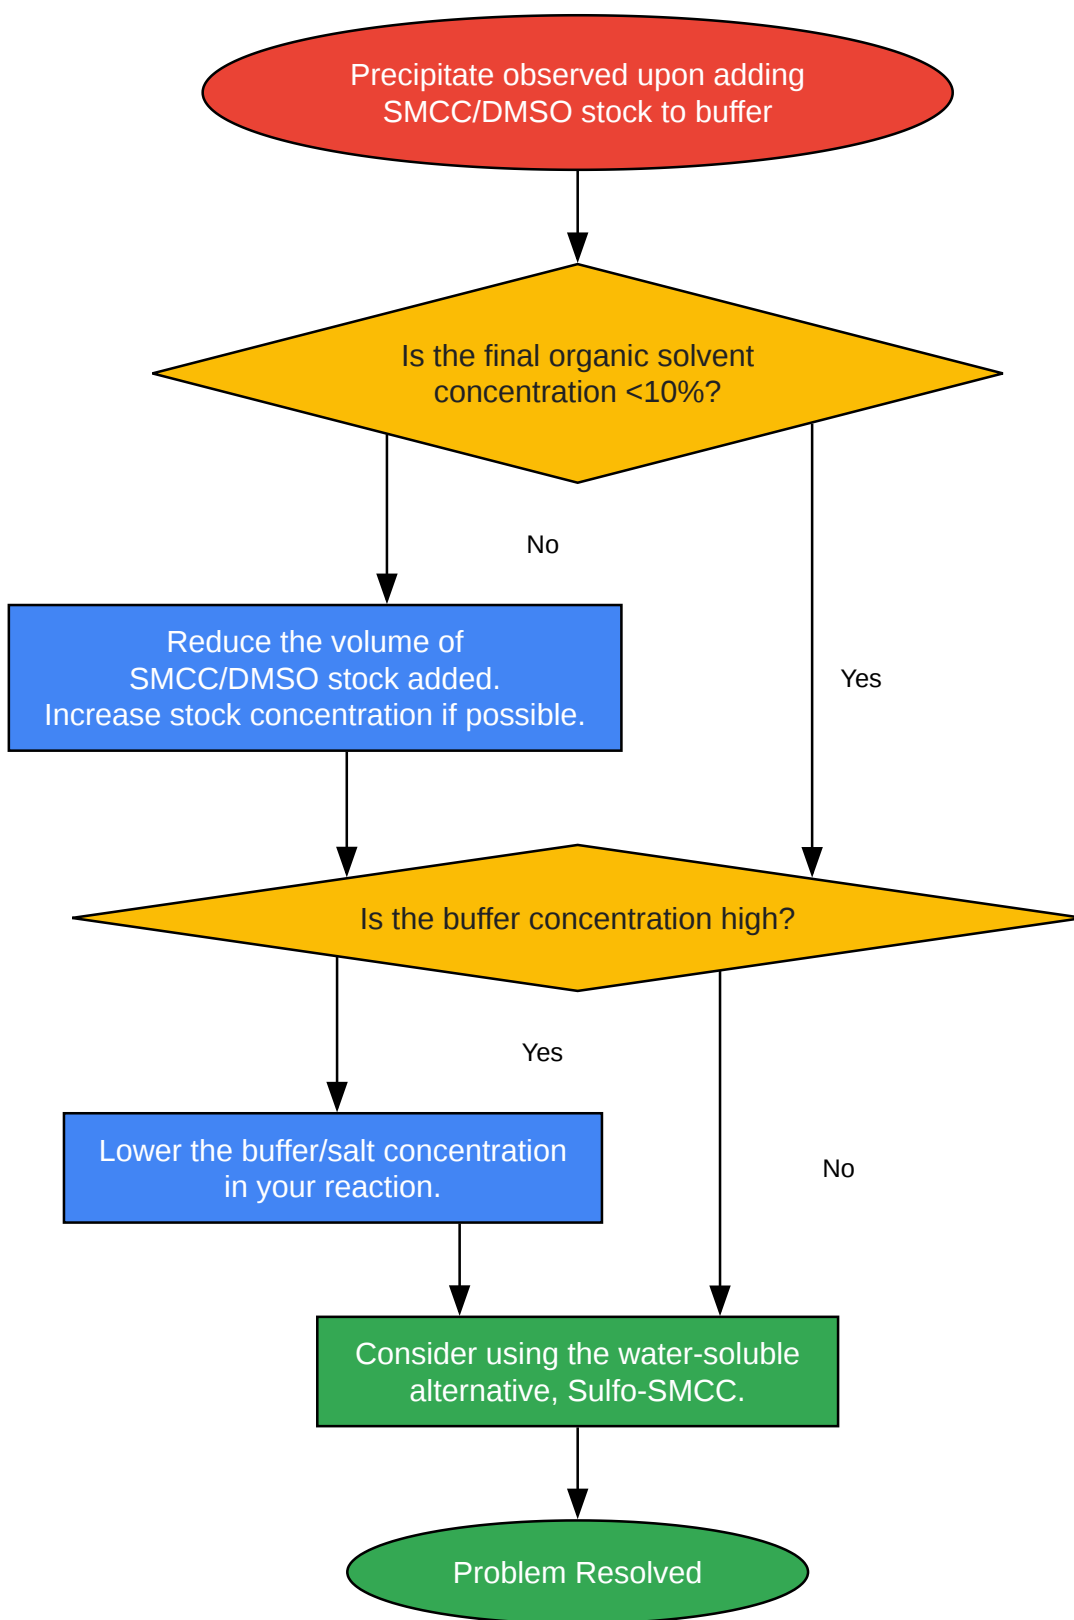 Precipitate observed upon adding
SMCC/DMSO stock to buffer
Is the final organic solvent
concentration <10%?
No
Reduce the volume of
SMCC/DMSO stock added.
Increase stock concentration if possible.
Yes
Is the buffer concentration high?
Yes
Lower the buffer/salt concentration
in your reaction.
No
Consider using the water-soluble
alternative, Sulfo-SMCC.
Problem Resolved